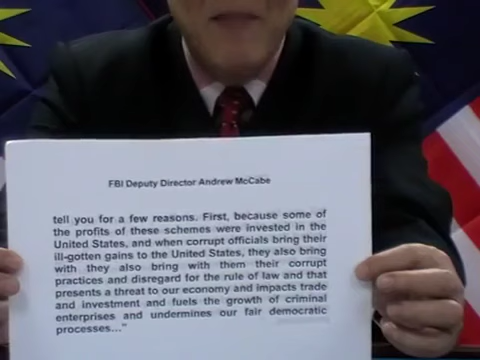 FBI Deputy Director Andrew McCabe
tell you for a few reasons. First, because some of
the profits of these schemes were invested in the
United States, and when corrupt officials bring their
ill-gotten gains to the United States, they also bring
with they also bring with them their corrupt
practices and disregard for the rule of law and that
presents a threat to our economy and impacts trade
and investment and fuels the growth of criminal
enterprises and undermines our fair democratic
processes..."